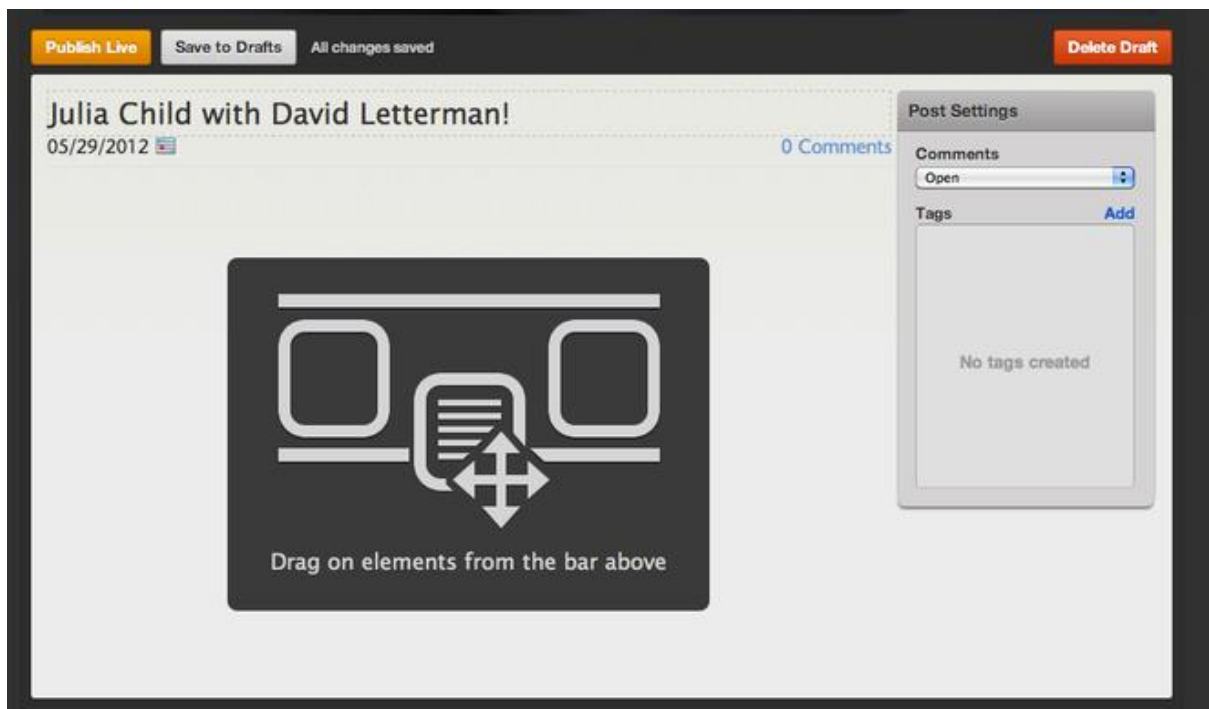 Publish Live
Save to Drafts
All changes saved
Delete Draft
Julia Child with David Letterman!
05/29/2012
0 Comments
Post Settings
Comments
Open
Tags
Add
No tags created
Drag on elements from the bar above